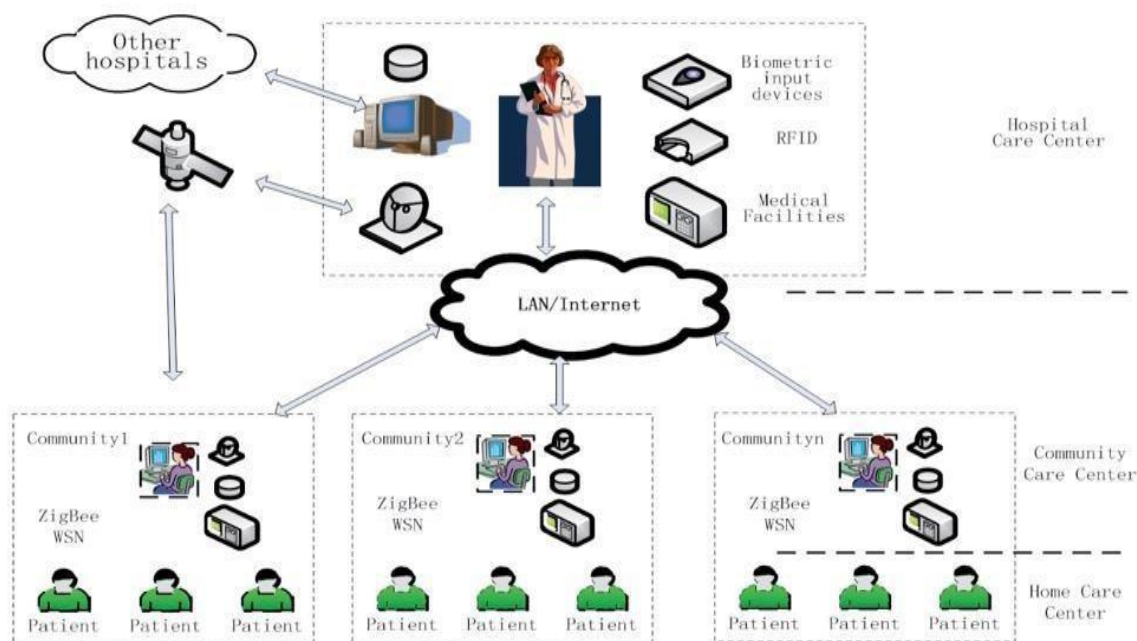 Other
hospitals
Biometric
input
devices
RFID
Medical
Facilities
Hospital
Care Center
LAN/Internet
Community1
ZigBee
WSN
Patient
Patient
Patient
Community2
ZigBee
WSN
Patient
Patient
Patient
Communityn
ZigBee
WSN
Patient
Patient
Patient
Community
Care Center
Home Care
Center